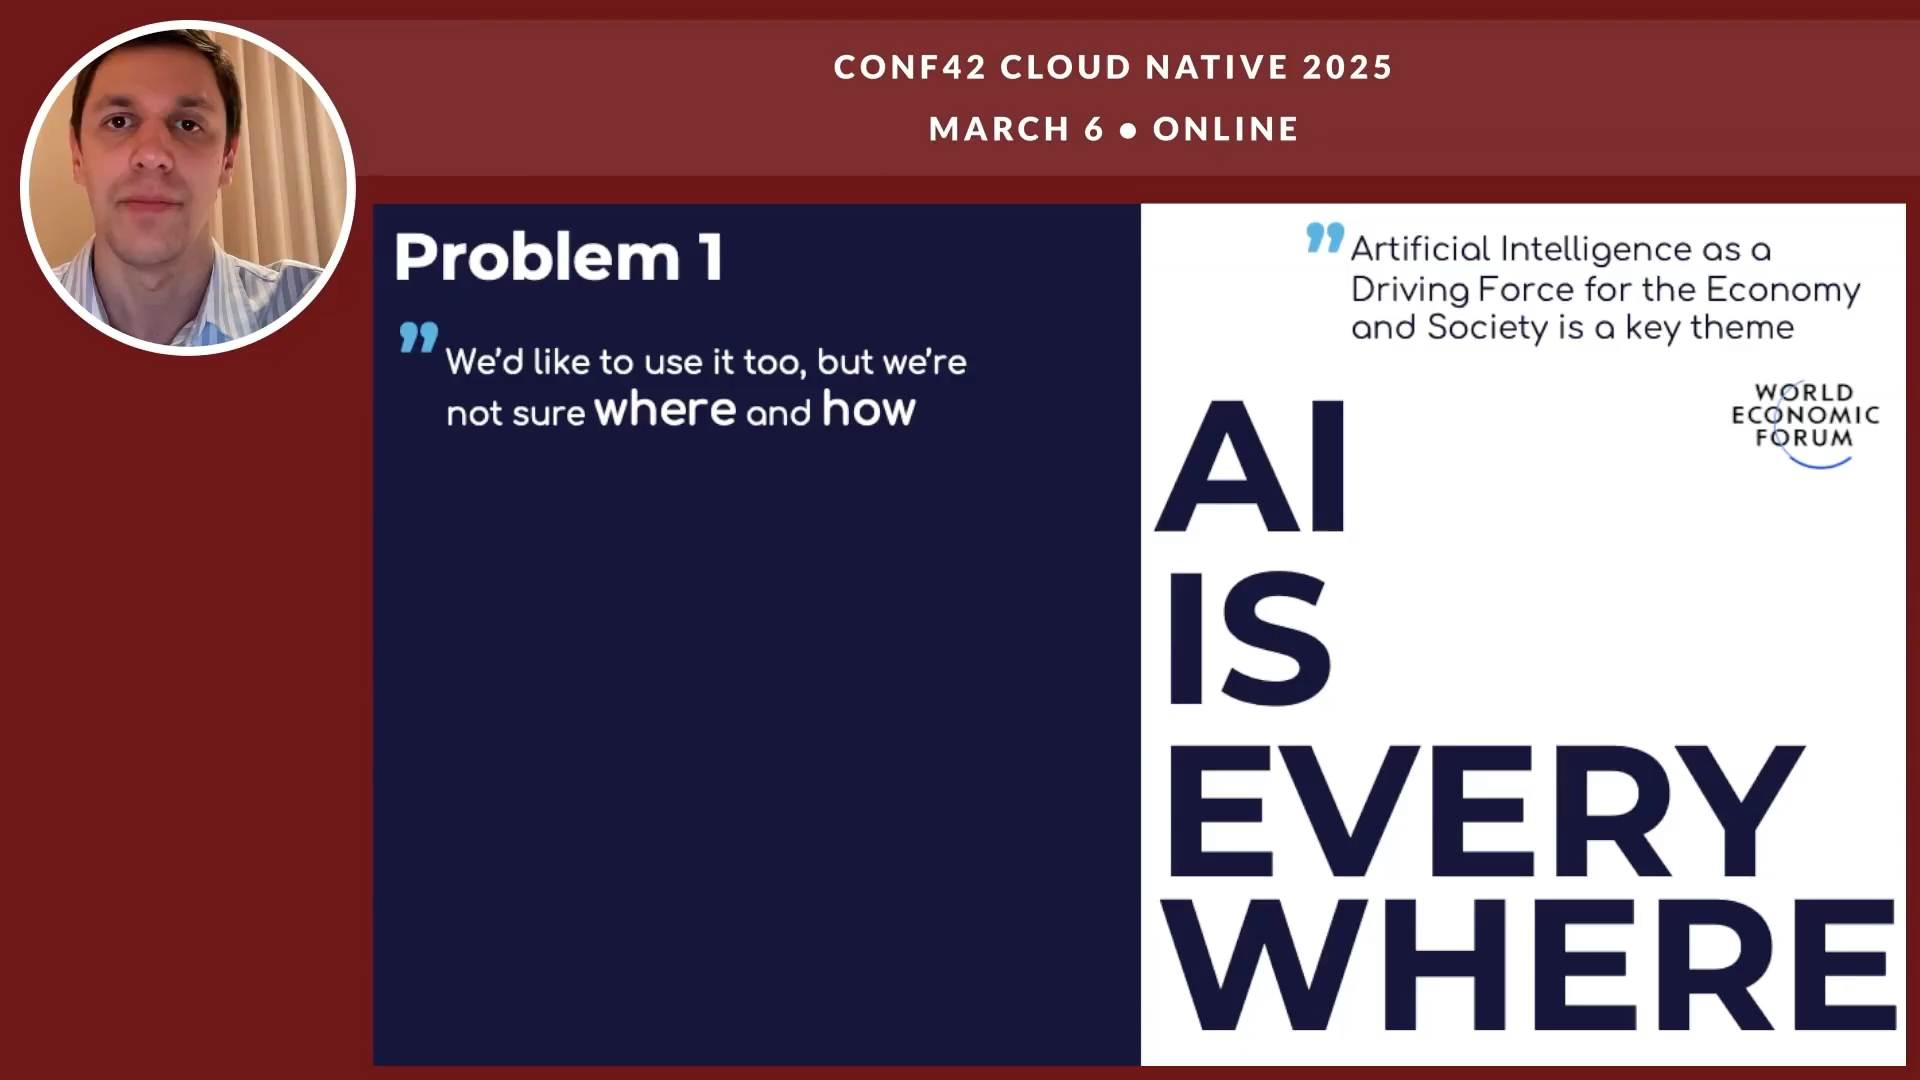 CONF42 CLOUD NATIVE 2025
MARCH 6 ● ONLINE
Problem 1
” We’d like to use it too, but we’re
not sure where and how
” Artificial Intelligence as a
Driving Force for the Economy
and Society is a key theme
WORLD
ECONOMIC
FORUM
AI
IS
EVERY
WHERE